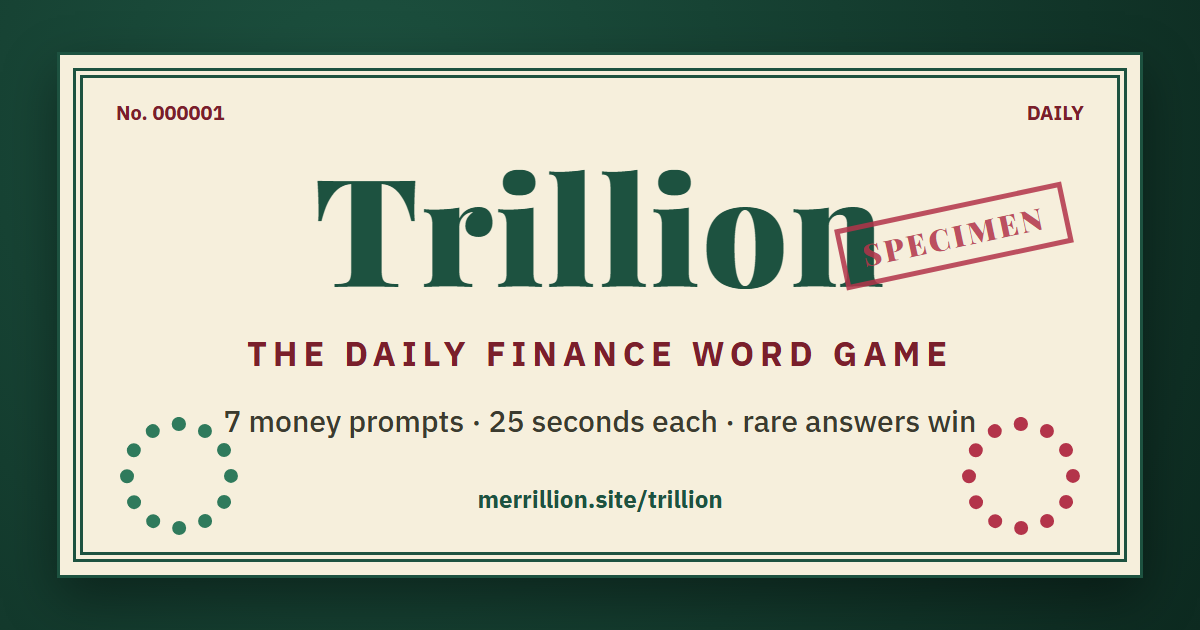 No. 000001
DAILY
Trillion
SPECIMEN
THE DAILY FINANCE WORD GAME
7 money prompts · 25 seconds each · rare answers win
merrillion.site/trillion